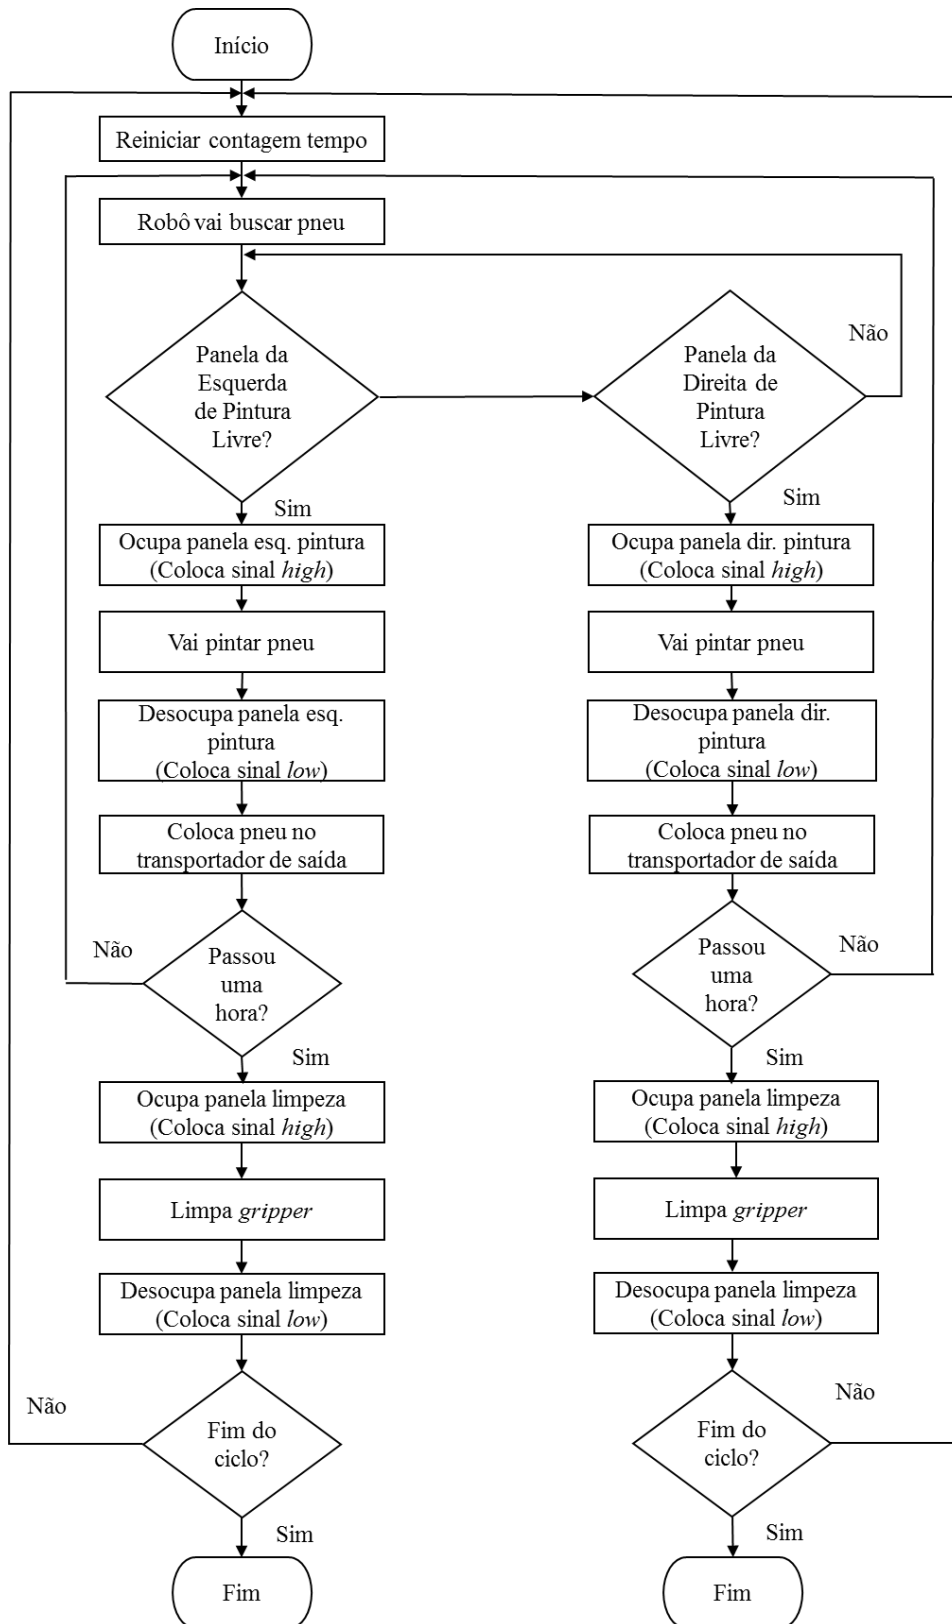 Início
Reiniciar contagem tempo
Robô vai buscar pneu
Panela da
Esquerda
de Pintura
Livre?
Panela da
Direita de
Pintura
Livre?
Não
Sim
Sim
Ocupa panela esq. pintura
(Coloca sinal high)
Ocupa panela dir. pintura
(Coloca sinal high)
Vai pintar pneu
Vai pintar pneu
Desocupa panela esq.
pintura
(Coloca sinal low)
Desocupa panela dir.
pintura
(Coloca sinal low)
Coloca pneu no
transportador de saída
Coloca pneu no
transportador de saída
Não
Passou
uma
hora?
Passou
uma
hora?
Não
Sim
Sim
Ocupa panela limpeza
(Coloca sinal high)
Ocupa panela limpeza
(Coloca sinal high)
Limpa gripper
Limpa gripper
Desocupa panela limpeza
(Coloca sinal low)
Desocupa panela limpeza
(Coloca sinal low)
Não
Fim do
ciclo?
Fim do
ciclo?
Não
Sim
Sim
Fim
Fim